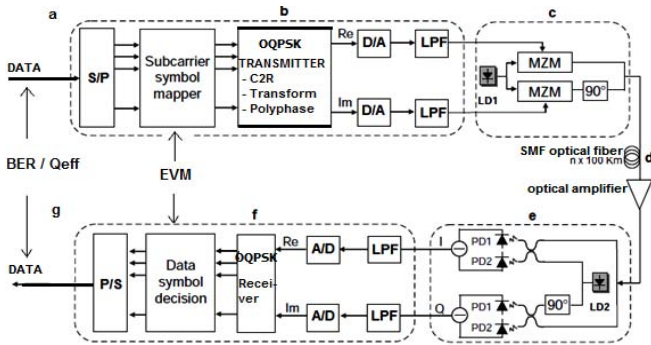 a
b
c
DATA
S/P
Subcarrier
symbol
mapper
OQPSK
TRANSMITTER
- C2R
- Transform
- Polyphase
Re
D/A
LPF
Im
D/A
LPF
LD1
MZM
MZM
90°
SMF optical fiber
n x 100 Km
d
optical amplifier
BER / Qeff
EVM
g
f
e
DATA
P/S
Data
symbol
decision
OQPSK
Recei-
ver
Re
A/D
LPF
I
Im
A/D
LPF
Q
PD1
PD2
PD1
PD2
90°
LD2